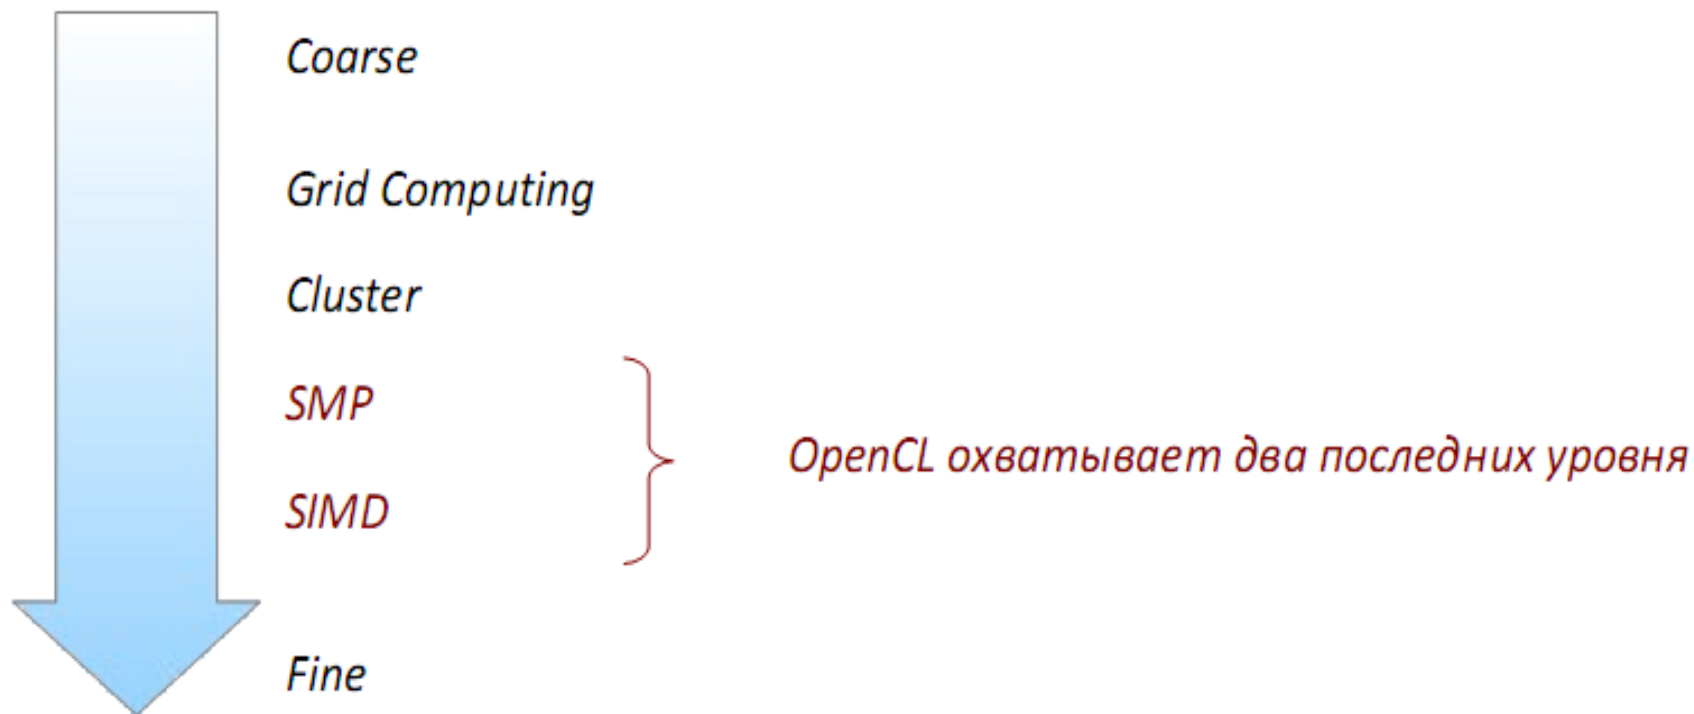 Coarse
Grid Computing
Cluster
SMP
SIMD
OpenCL охватывает два последних уровня
Fine